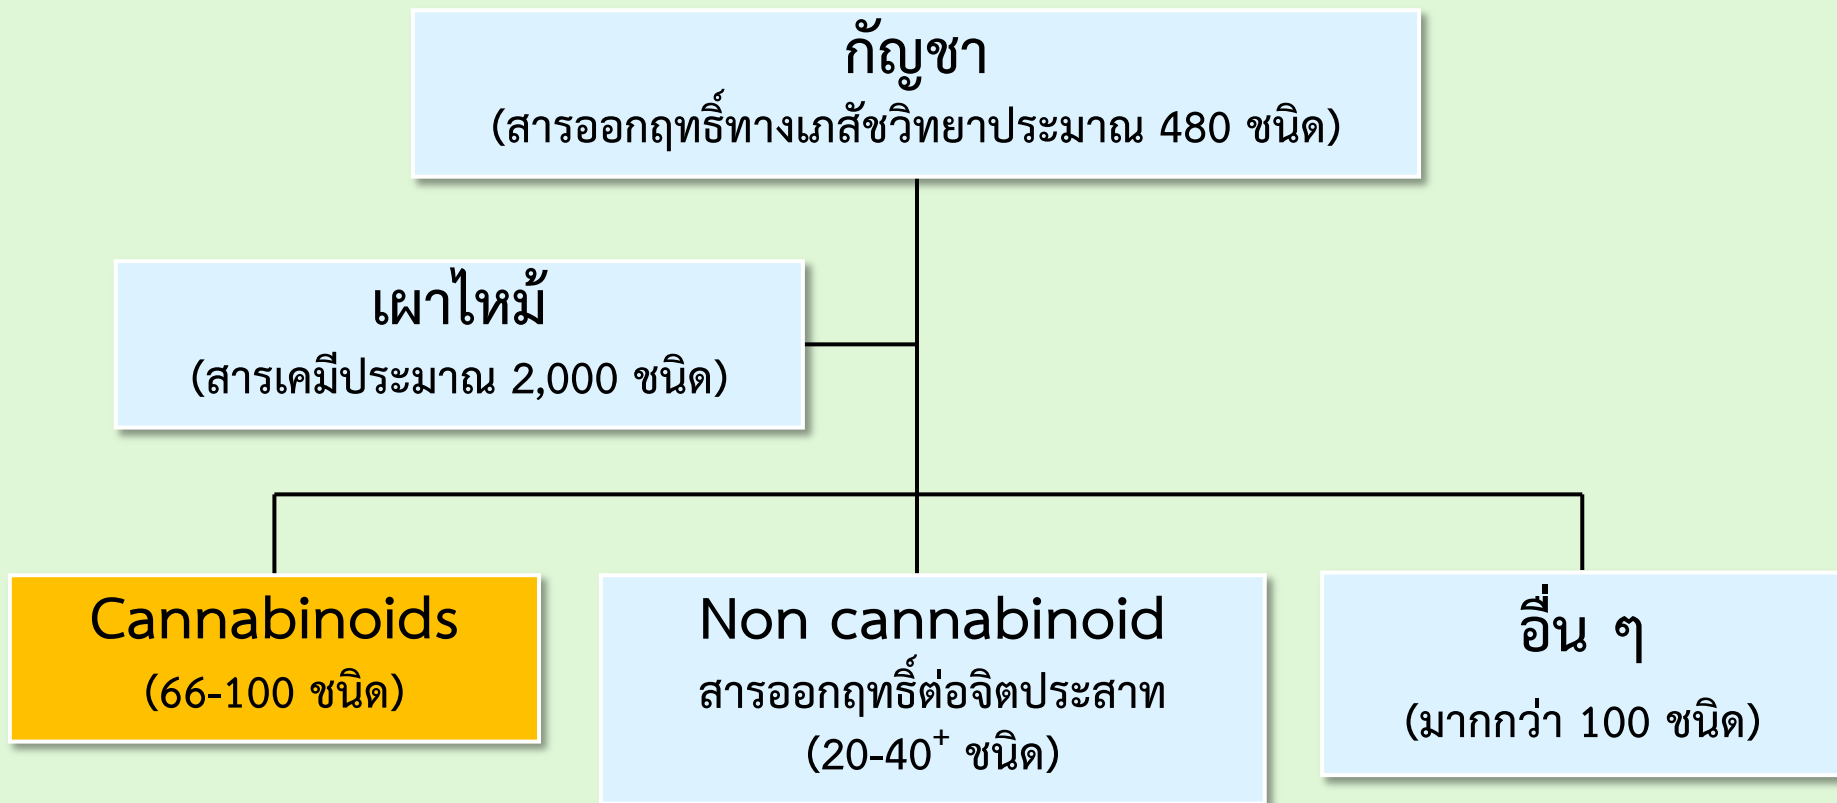 กัญชา
(สารออกฤทธิ์ทางเภสัชวิทยาประมาณ 480 ชนิด)
เผาไหม้
(สารเคมีประมาณ 2,000 ชนิด)
Cannabinoids
(66-100 ชนิด)
Non cannabinoid
สารออกฤทธิ์ต่อจิตประสาท
(20-40⁺ ชนิด)
อื่น ๆ
(มากกว่า 100 ชนิด)